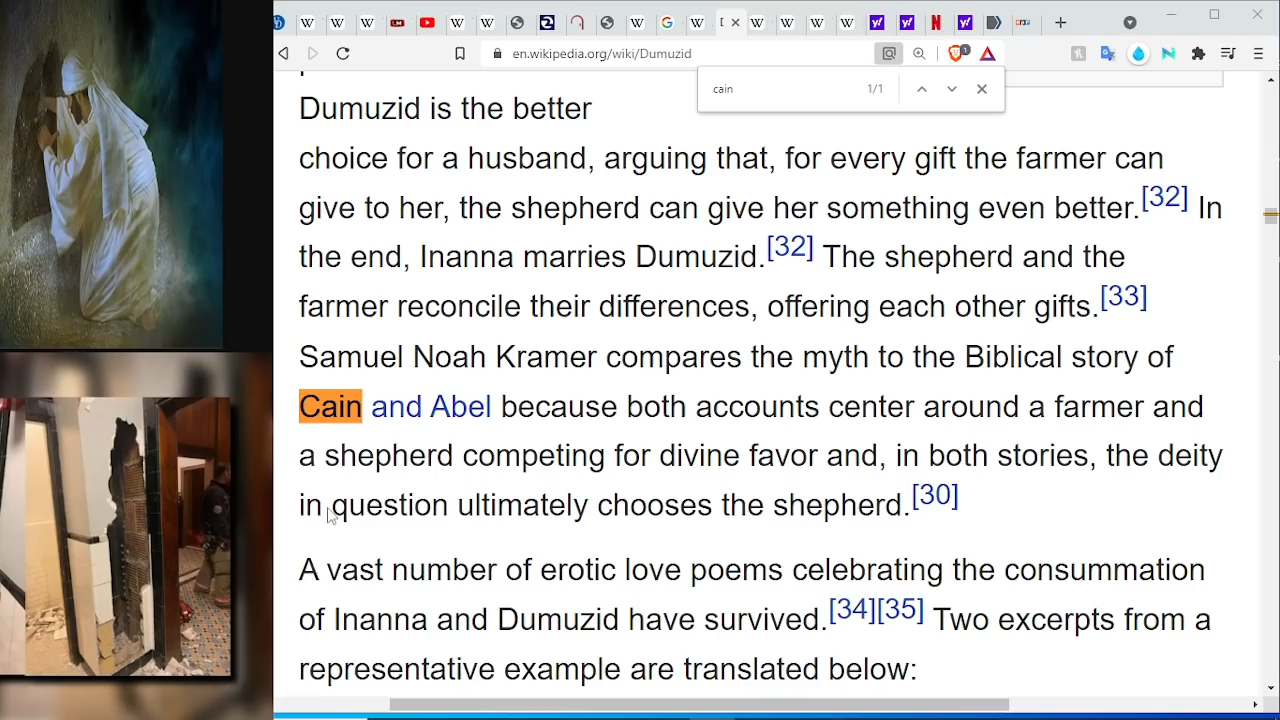 en.wikipedia.org/wiki/Dumuzid
1
cain
1/1
Dumuzid is the better
choice for a husband, arguing that, for every gift the farmer can
give to her, the shepherd can give her something even better.[32] In
the end, Inanna marries Dumuzid.[32] The shepherd and the
farmer reconcile their differences, offering each other gifts.[33]
Samuel Noah Kramer compares the myth to the Biblical story of
Cain and Abel because both accounts center around a farmer and
a shepherd competing for divine favor and, in both stories, the deity
in question ultimately chooses the shepherd.[30]
A vast number of erotic love poems celebrating the consummation
of Inanna and Dumuzid have survived.[34][35] Two excerpts from a
representative example are translated below: